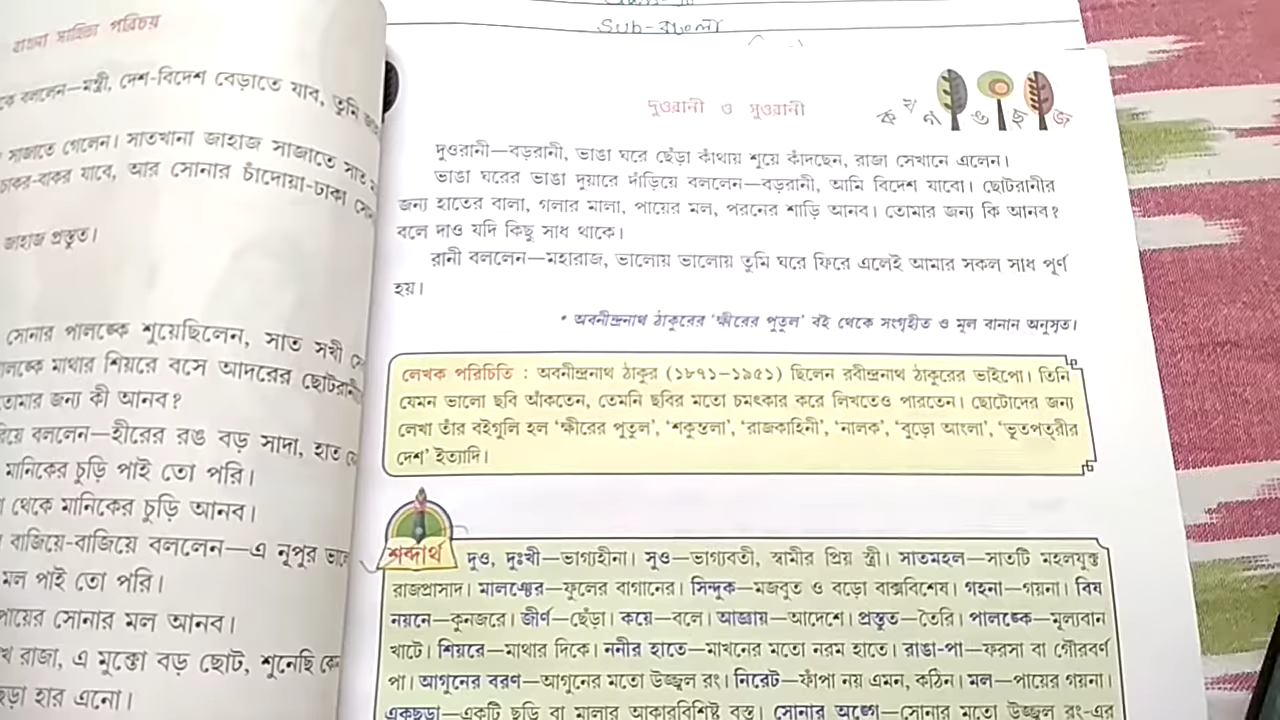 বাংলা সাহিত্য পরিচয়
কে বললেন—মন্ত্রী, দেশ-বিদেশ বেড়াতে যাব, তুমি
সাজাতে গেলেন। সাতখানা জাহাজ সাজাতে সাত
চাকর-বাকর যাবে, আর সোনার চাঁদোয়া-ঢাকা
জাহাজ প্রস্তুত।
সোনার পালঙ্কে শুয়েছিলেন, সাত সখী
মাথার শিয়রে বসে আদরের ছোটরানী
তোমার জন্য কী আনব?
বললেন—হীরের রঙ বড় সাদা, হাত
মানিকের চুড়ি পাই তো পরি।
থেকে মানিকের চুড়ি আনব।
বাজিয়ে-বাজিয়ে বললেন—এ নূপুর
মল পাই তো পরি।
পায়ের সোনার মল আনব।
রাজা, এ মুক্তো বড় ছোট, শুনেছি
হার এনো।
Sub-বাংলা
দুওরানী ও সুওরানী
ক খ গ ঙ ছ জ
দুওরানী—বড়রানী, ভাঙা ঘরে ছেঁড়া কাঁথায় শুয়ে কাঁদছেন, রাজা সেখানে এলেন।
ভাঙা ঘরের ভাঙা দুয়ারে দাঁড়িয়ে বললেন—বড়রানী, আমি বিদেশ যাবো। ছোটরানীর
জন্য হাতের বালা, গলার মালা, পায়ের মল, পরনের শাড়ি আনব। তোমার জন্য কি আনব?
বলে দাও যদি কিছু সাধ থাকে।
রানী বললেন—মহারাজ, ভালোয় ভালোয় তুমি ঘরে ফিরে এলেই আমার সকল সাধ পূর্ণ
হয়।
• অবনীন্দ্রনাথ ঠাকুরের ‘ক্ষীরের পুতুল’ বই থেকে সংগৃহীত ও মূল বানান অনুসৃত।
লেখক পরিচিতি : অবনীন্দ্রনাথ ঠাকুর (১৮৭১–১৯৫১) ছিলেন রবীন্দ্রনাথ ঠাকুরের ভাইপো। তিনি
যেমন ভালো ছবি আঁকতেন, তেমনি ছবির মতো চমৎকার করে লিখতেও পারতেন। ছোটোদের জন্য
লেখা তাঁর বইগুলি হল ‘ক্ষীরের পুতুল’, ‘শকুন্তলা’, ‘রাজকাহিনী’, ‘নালক’, ‘বুড়ো আংলা’, ‘ভূতপত্‌রীর
দেশ’ ইত্যাদি।
শব্দার্থ
দুও, দুঃখী—ভাগ্যহীনা। সুও—ভাগ্যবতী, স্বামীর প্রিয় স্ত্রী। সাতমহল—সাতটি মহলযুক্ত
রাজপ্রাসাদ। মালঞ্চের—ফুলের বাগানের। সিন্দুক—মজবুত ও বড়ো বাক্সবিশেষ। গহনা—গয়না। বিষ
নয়নে—কুনজরে। জীর্ণ—ছেঁড়া। কয়ে—বলে। আজ্ঞায়—আদেশে। প্রস্তুত—তৈরি। পালঙ্কে—মূল্যবান
খাটে। শিয়রে—মাথার দিকে। ননীর হাতে—মাখনের মতো নরম হাতে। রাঙা-পা—ফরসা বা গৌরবর্ণ
পা। আগুনের বরণ—আগুনের মতো উজ্জ্বল রং। নিরেট—ফাঁপা নয় এমন, কঠিন। মল—পায়ের গয়না।
একছড়া—একটি ছড়ি বা মালার আকারবিশিষ্ট বস্তু। সোনার অঙ্গে—সোনার মতো উজ্জ্বল রং-এর